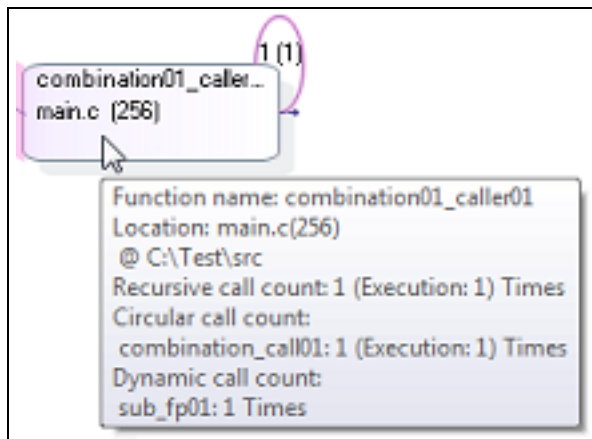 1 (1)
combination01_caller...
main.c (256)
Function name: combination01_caller01
Location: main.c(256)
@ C:\Test\src
Recursive call count: 1 (Execution: 1) Times
Circular call count:
combination_call01: 1 (Execution: 1) Times
Dynamic call count:
sub_fp01: 1 Times